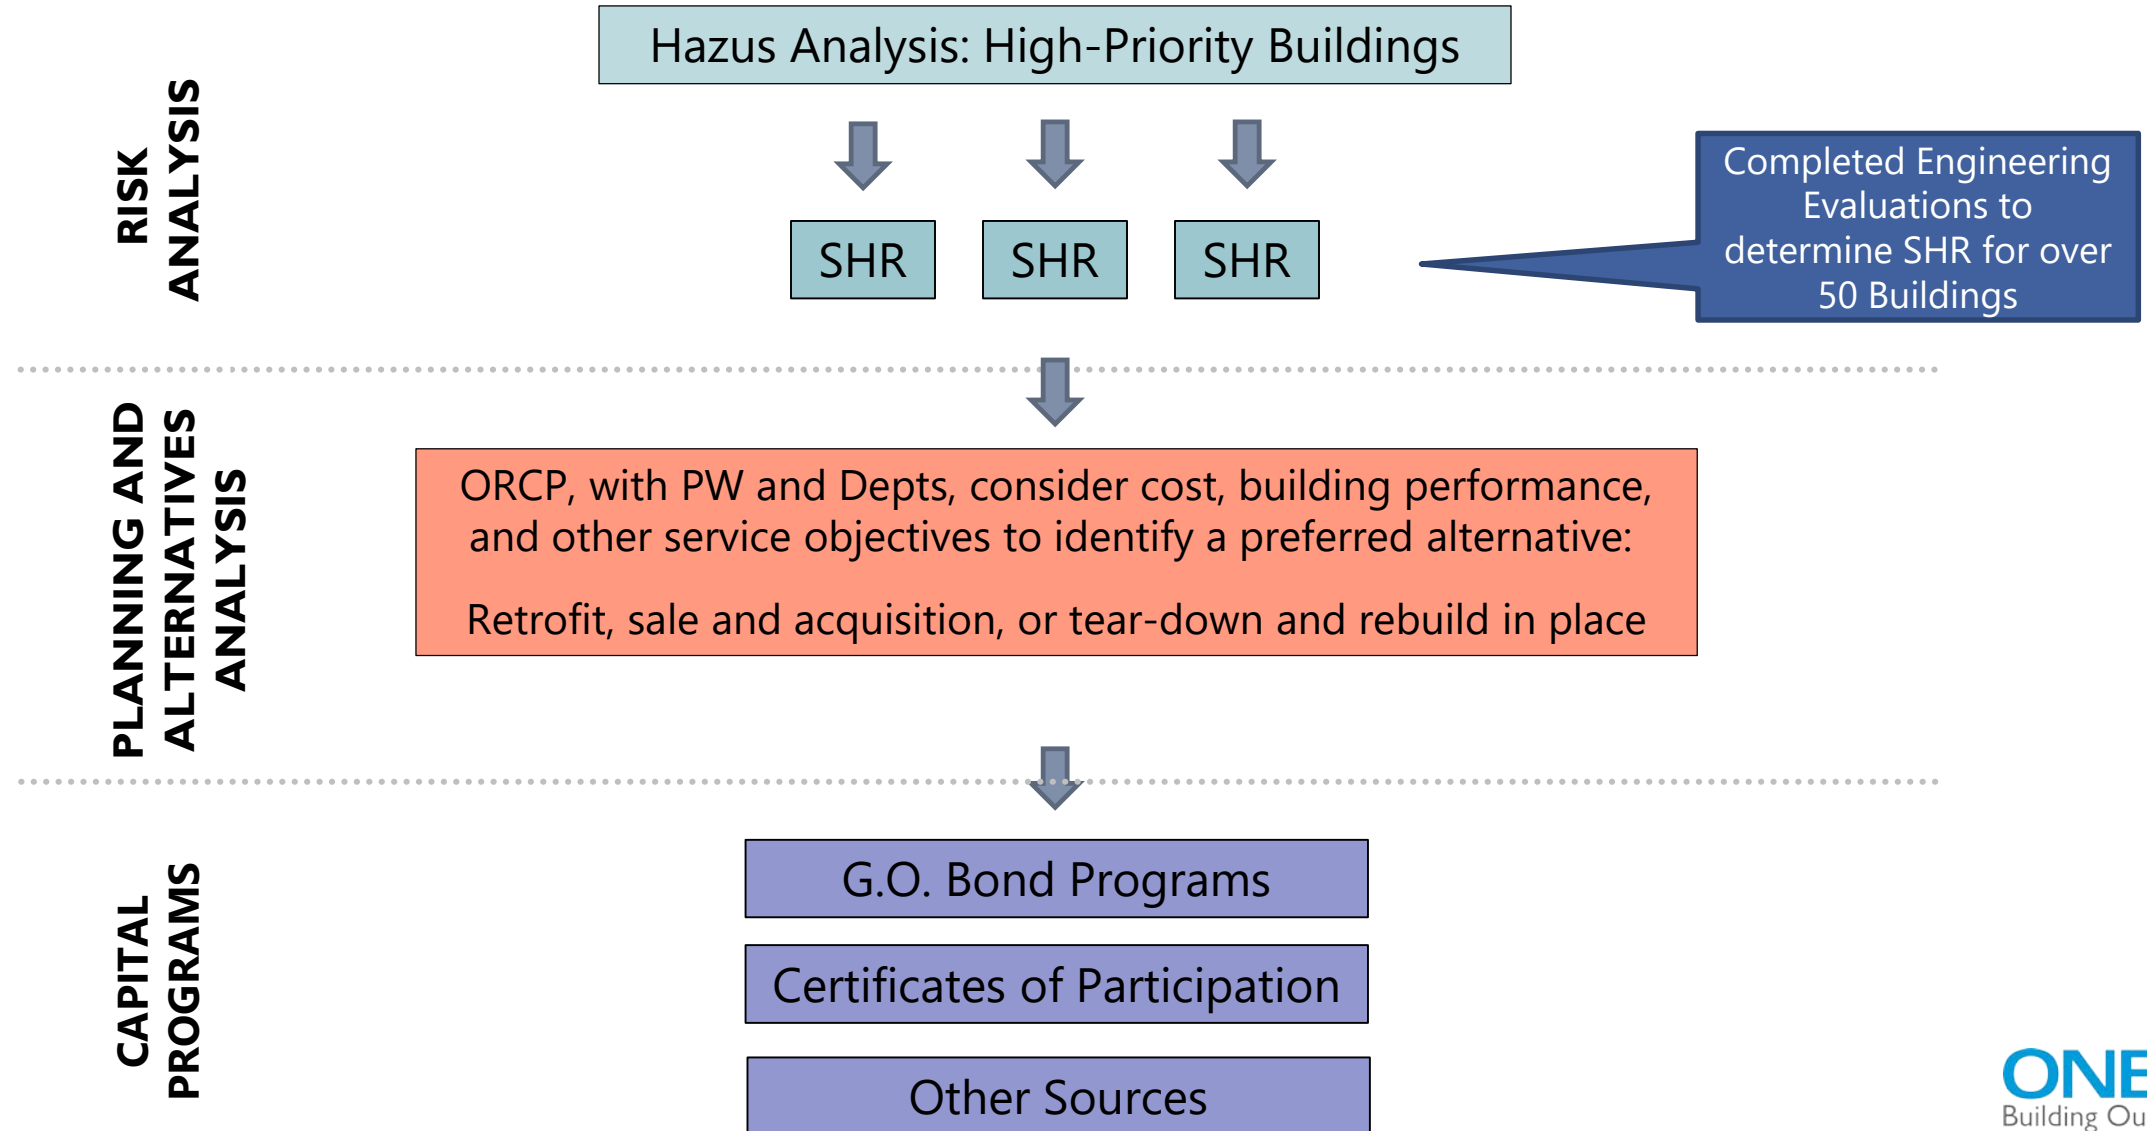 Hazus Analysis: High-Priority Buildings
RISK
ANALYSIS
SHR
SHR
SHR
Completed Engineering
Evaluations to
determine SHR for over
50 Buildings
PLANNING AND
ALTERNATIVES
ANALYSIS
ORCP, with PW and Depts, consider cost, building performance,
and other service objectives to identify a preferred alternative:
Retrofit, sale and acquisition, or tear-down and rebuild in place
CAPITAL
PROGRAMS
G.O. Bond Programs
Certificates of Participation
Other Sources
ONE
Building Ou